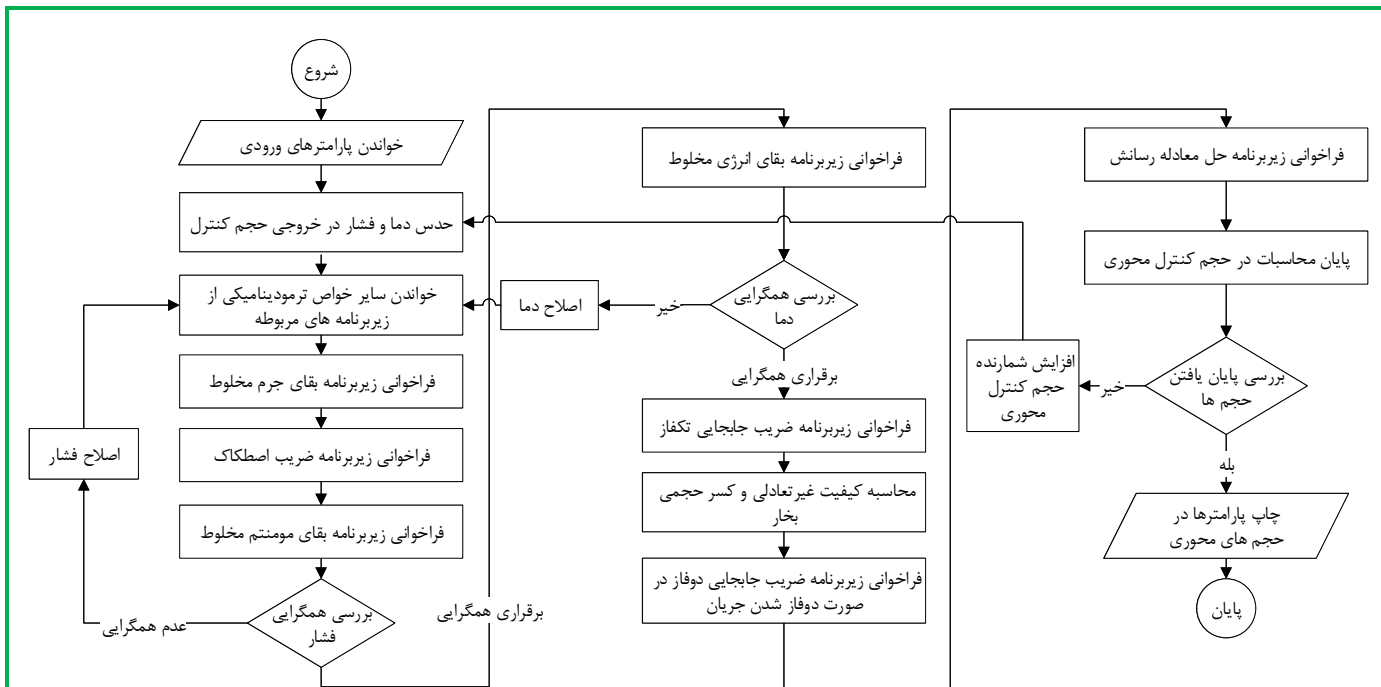 شروع
خواندن پارامترهای ورودی
حدس دما و فشار در خروجی حجم کنترل
خواندن سایر خواص ترمودینامیکی از
زیربرنامه های مربوطه
فراخوانی زیربرنامه بقای جرم مخلوط
فراخوانی زیربرنامه ضریب اصطکاک
فراخوانی زیربرنامه بقای مومنتم مخلوط
بررسی همگرایی
فشار
عدم همگرایی
اصلاح فشار
برقراری همگرایی
فراخوانی زیربرنامه بقای انرژی مخلوط
بررسی همگرایی
دما
خیر
اصلاح دما
برقراری همگرایی
فراخوانی زیربرنامه ضریب جابجایی تکفاز
محاسبه کیفیت غیرتعادلی و کسر حجمی
بخار
فراخوانی زیربرنامه ضریب جابجایی دوفاز در
صورت دوفاز شدن جریان
فراخوانی زیربرنامه حل معادله رسانش
پایان محاسبات در حجم کنترل محوری
بررسی پایان یافتن
حجم ها
خیر
افزایش شمارنده
حجم کنترل
محوری
بله
چاپ پارامترها در
حجم های محوری
پایان